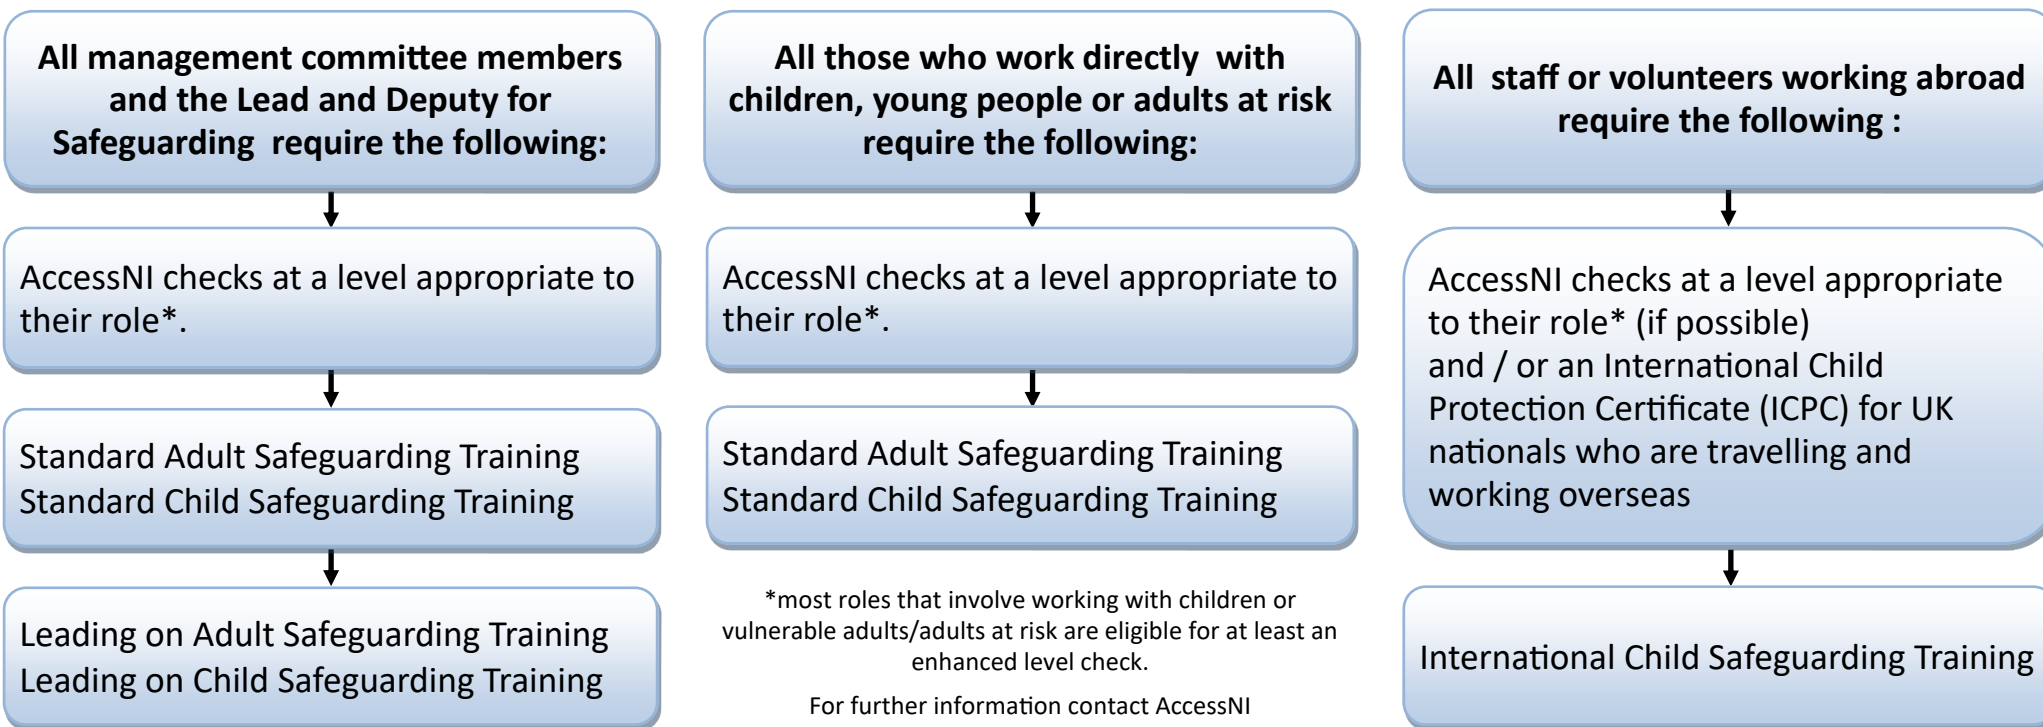 All management committee members
and the Lead and Deputy for
Safeguarding require the following:
AccessNI checks at a level appropriate to
their role*.
Standard Adult Safeguarding Training
Standard Child Safeguarding Training
Leading on Adult Safeguarding Training
Leading on Child Safeguarding Training
All those who work directly with
children, young people or adults at risk
require the following:
AccessNI checks at a level appropriate to
their role*.
Standard Adult Safeguarding Training
Standard Child Safeguarding Training
*most roles that involve working with children or
vulnerable adults/adults at risk are eligible for at least an
enhanced level check.
For further information contact AccessNI
All staff or volunteers working abroad
require the following :
AccessNI checks at a level appropriate
to their role* (if possible)
and / or an International Child
Protection Certificate (ICPC) for UK
nationals who are travelling and
working overseas
International Child Safeguarding Training